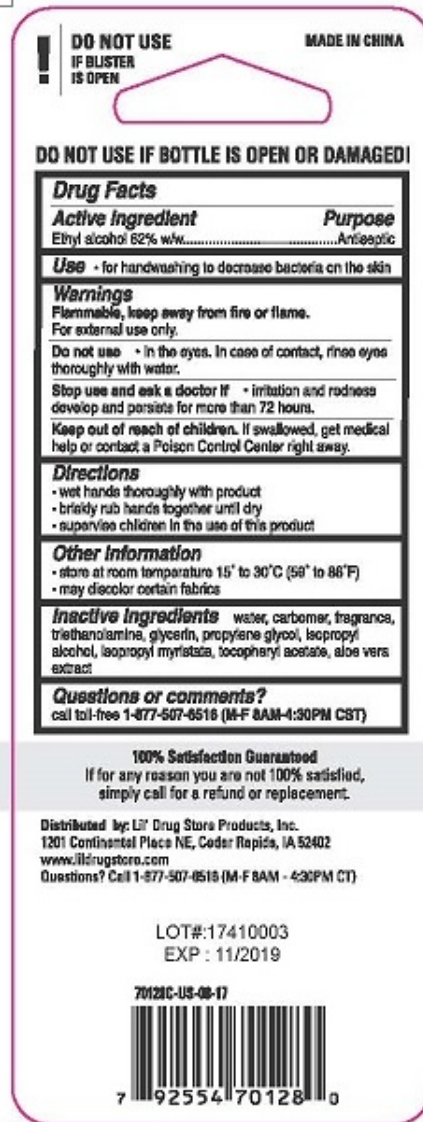 ! DO NOT USE
IF BLISTER
IS OPEN
MADE IN CHINA
DO NOT USE IF BOTTLE IS OPEN OR DAMAGED!
Drug Facts
Active Ingredient Purpose
Ethyl alcohol 62% w/w..........................................Antiseptic
Use • for handwashing to decrease bacteria on the skin
Warnings
Flammable, keep away from fire or flame.
For external use only.
Do not use • in the eyes. In case of contact, rinse eyes
thoroughly with water.
Stop use and ask a doctor if • irritation and redness
develop and persists for more than 72 hours.
Keep out of reach of children. If swallowed, get medical
help or contact a Poison Control Center right away.
Directions
• wet hands thoroughly with product
• briskly rub hands together until dry
• supervise children in the use of this product
Other Information
• store at room temperature 15˚ to 30˚C (59˚ to 86˚F)
• may discolor certain fabrics
Inactive Ingredients water, carbomer, fragrance,
triethanolamine, glycerin, propylene glycol, isopropyl
alcohol, isopropyl myristate, tocopheryl acetate, aloe vera
extract
Questions or comments?
call toll-free 1-877-507-6516 (M-F 8AM-4:30PM CST)
100% Satisfaction Guaranteed
If for any reason you are not 100% satisfied,
simply call for a refund or replacement.
Distributed by: Lil' Drug Store Products, Inc.
1201 Continental Place NE, Cedar Rapids, IA 52402
www.lildrugstore.com
Questions? Call 1-877-507-6516 (M-F 8AM - 4:30PM CT)
LOT#:17410003
EXP : 11/2019
70128C-US-08-17
7 92554 70128 0